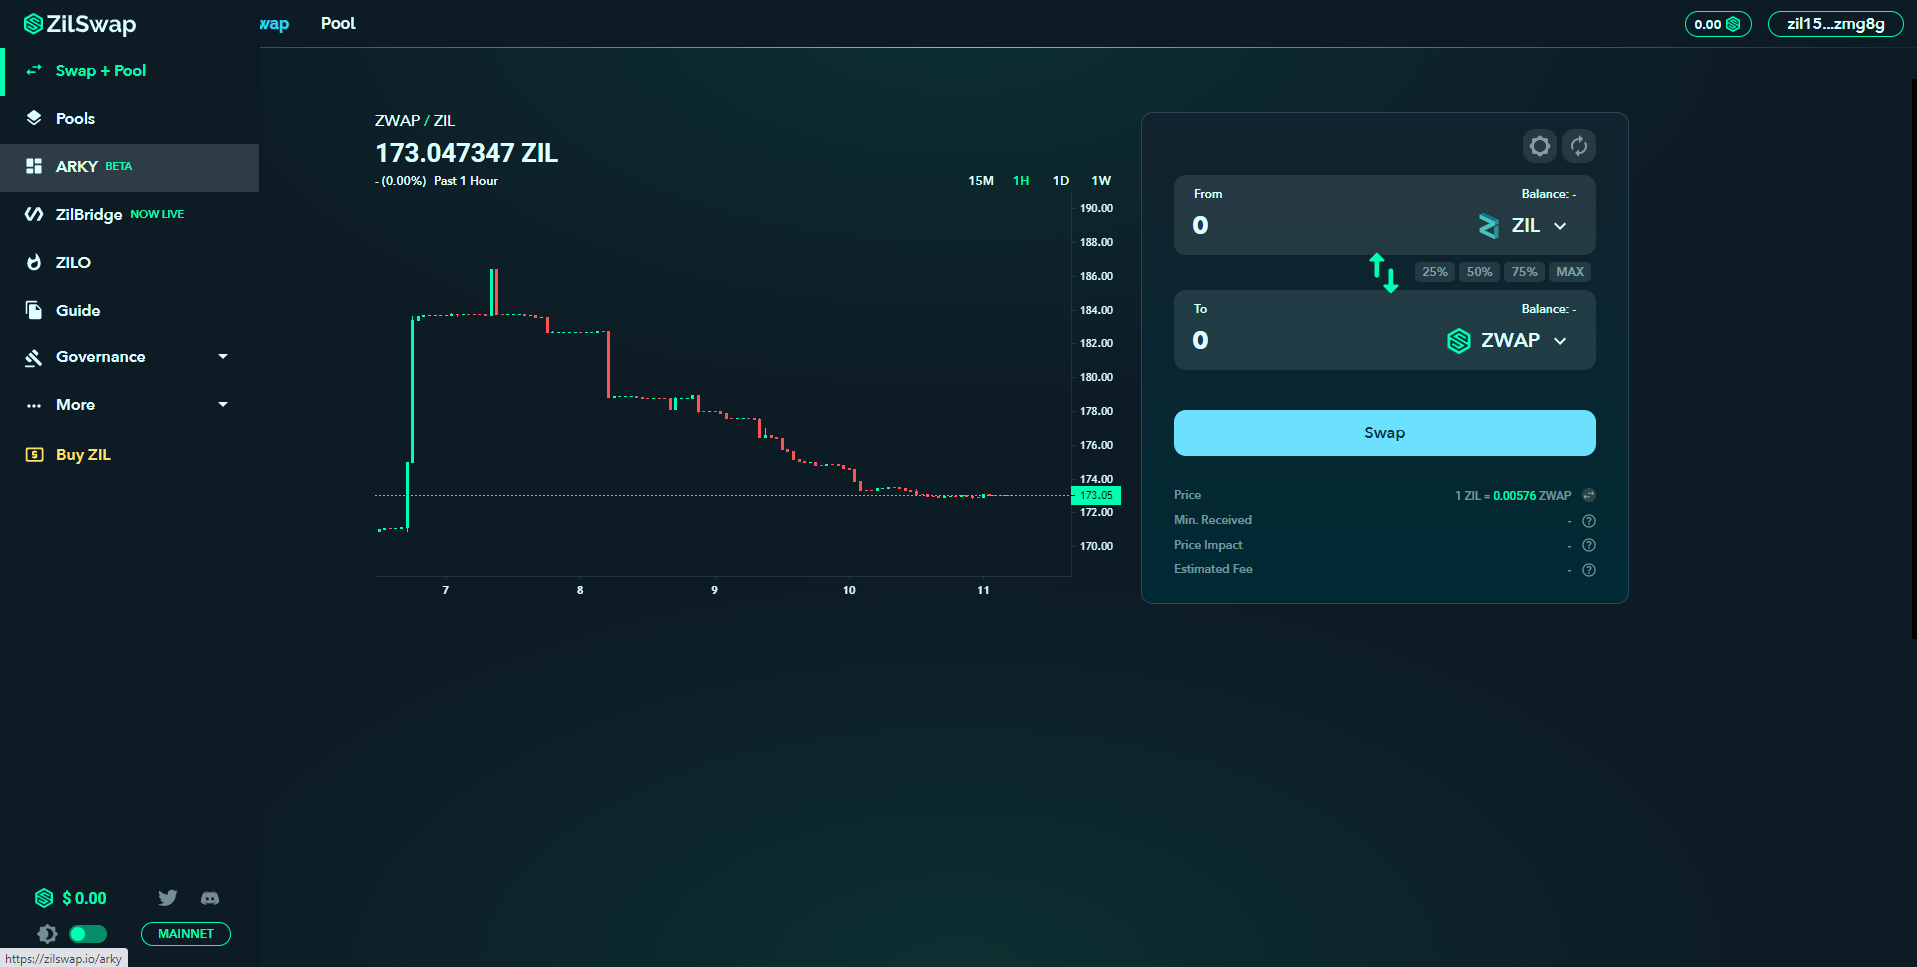 ZilSwap
Swap + Pool
Pools
ARKY BETA
ZilBridge NOW LIVE
ZILO
Guide
Governance
More
Buy ZIL
$ 0.00
MAINNET
https://zilswap.io/arky
wap Pool
0.00
zil15...zmg8g
ZWAP / ZIL
173.047347 ZIL
- (0.00%) Past 1 Hour
15M 1H 1D 1W
190.00
188.00
186.00
184.00
182.00
180.00
178.00
176.00
174.00
173.05
172.00
170.00
7 8 9 10 11
From Balance: -
0 ZIL
25% 50% 75% MAX
To Balance: -
0 ZWAP
Swap
Price 1 ZIL = 0.00576 ZWAP
Min. Received -
Price Impact -
Estimated Fee -